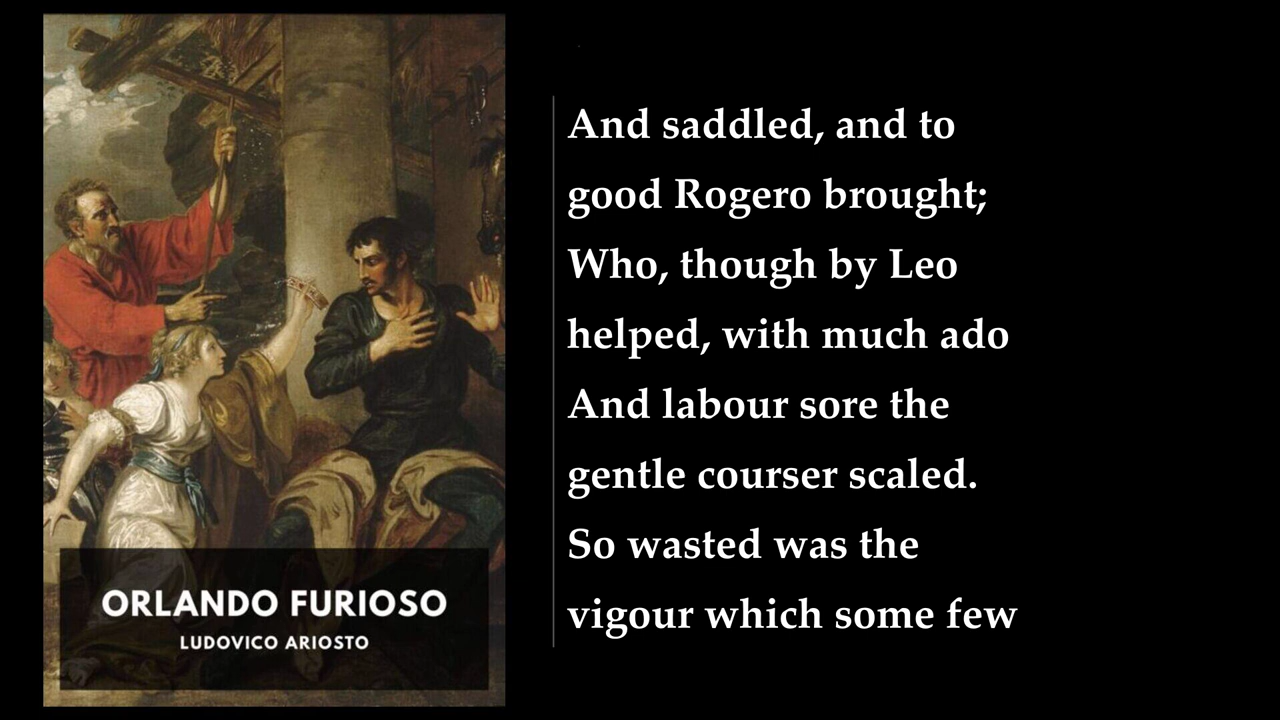 ORLANDO FURIOSO
LUDOVICO ARIOSTO
And saddled, and to
good Rogero brought;
Who, though by Leo
helped, with much ado
And labour sore the
gentle courser scaled.
So wasted was the
vigour which some few